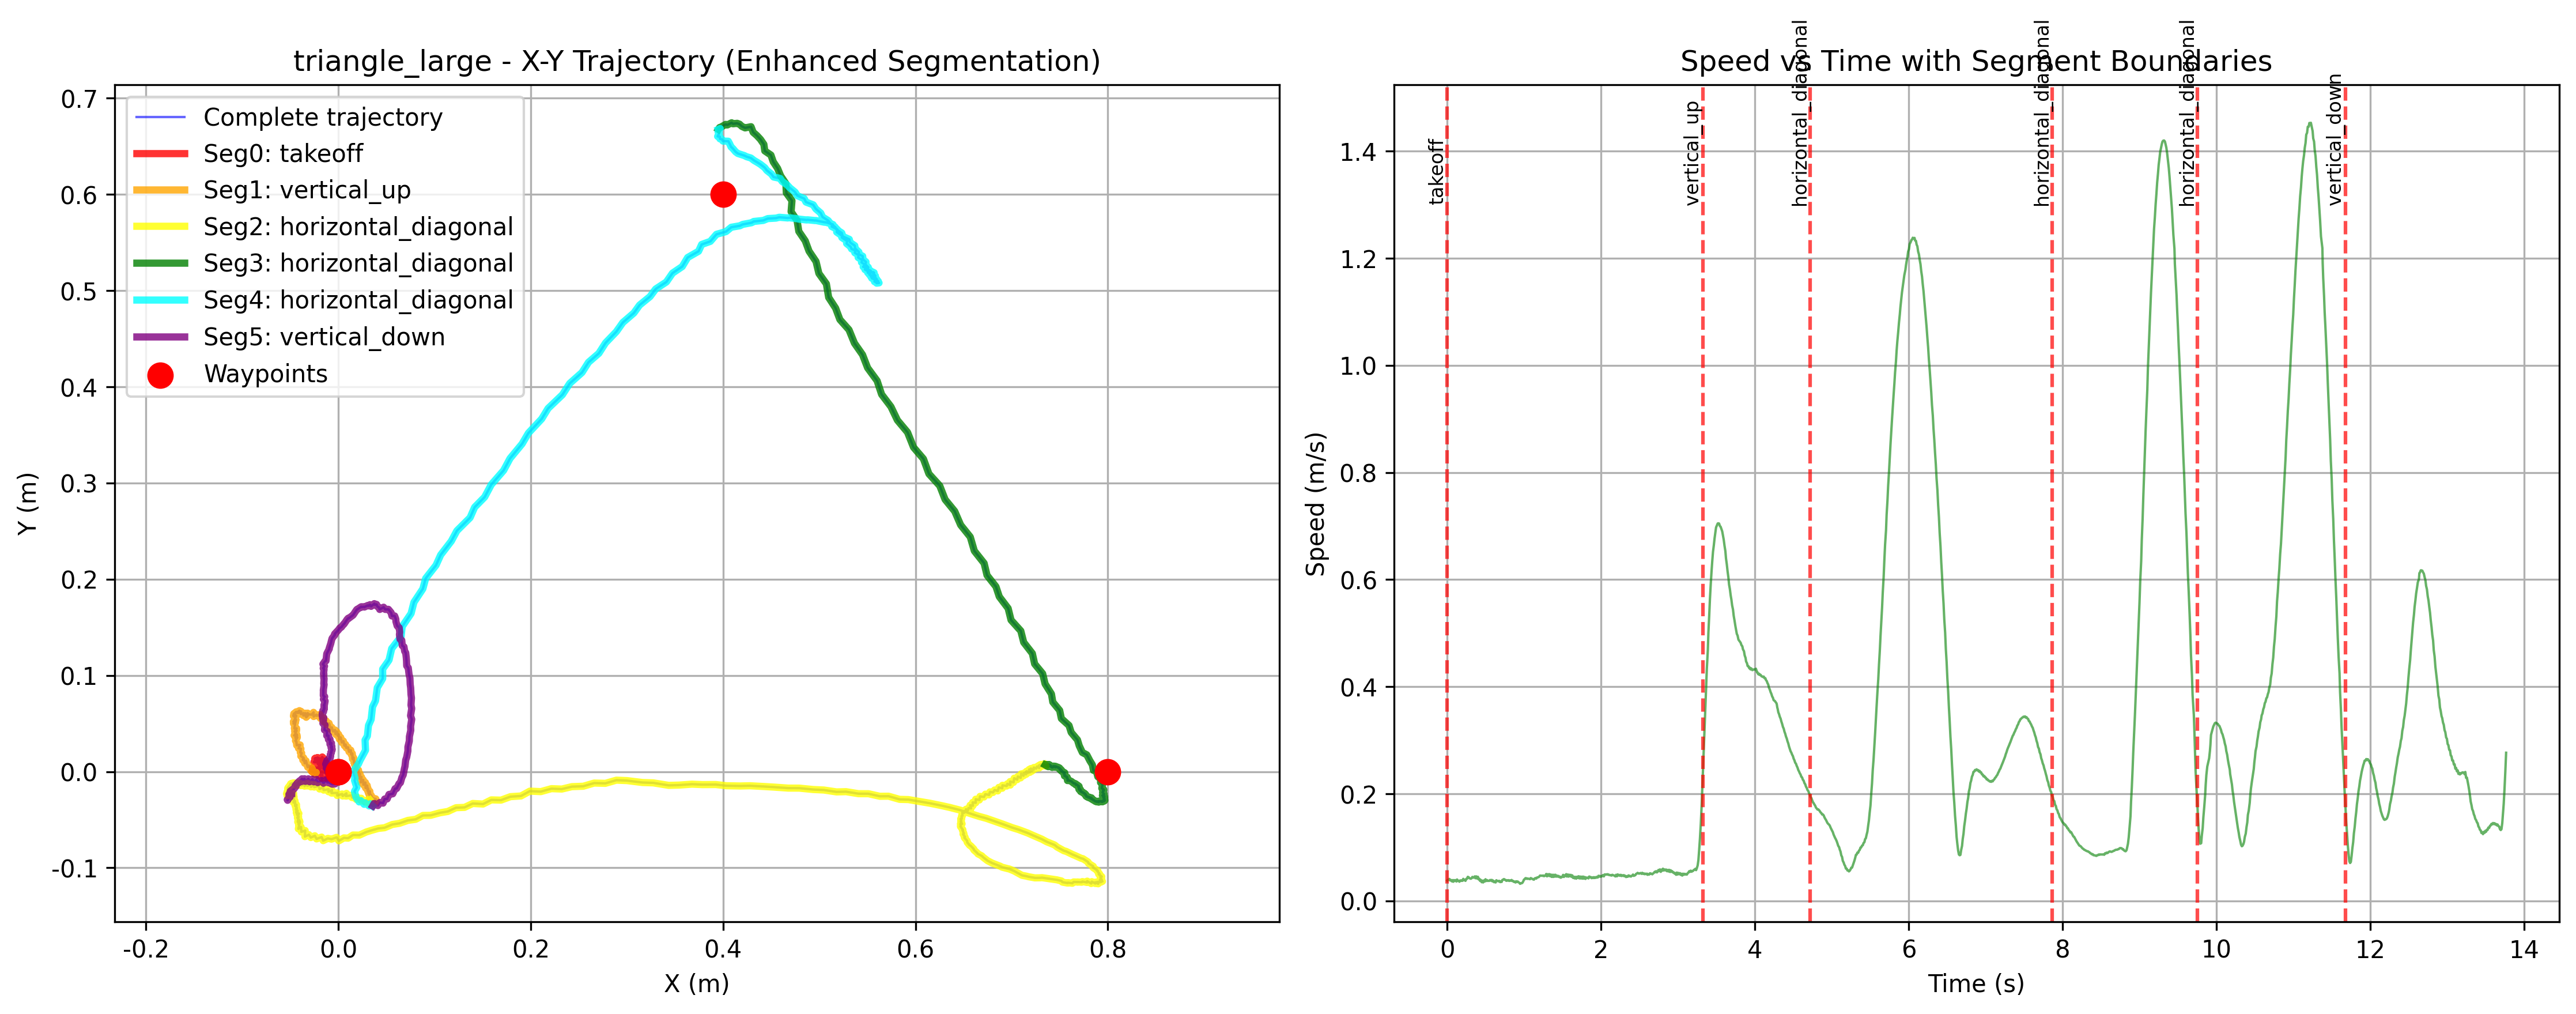 triangle_large - X-Y Trajectory (Enhanced Segmentation)
Complete trajectory
Seg0: takeoff
Seg1: vertical_up
Seg2: horizontal_diagonal
Seg3: horizontal_diagonal
Seg4: horizontal_diagonal
Seg5: vertical_down
Waypoints
0.7
0.6
0.5
0.4
0.3
0.2
0.1
0.0
-0.1
Y (m)
-0.2
0.0
0.2
0.4
0.6
0.8
X (m)
Speed vs Time with Segment Boundaries
takeoff
vertical_up
horizontal_diagonal
horizontal_diagonal
horizontal_diagonal
vertical_down
1.4
1.2
1.0
0.8
0.6
0.4
0.2
0.0
Speed (m/s)
0
2
4
6
8
10
12
14
Time (s)